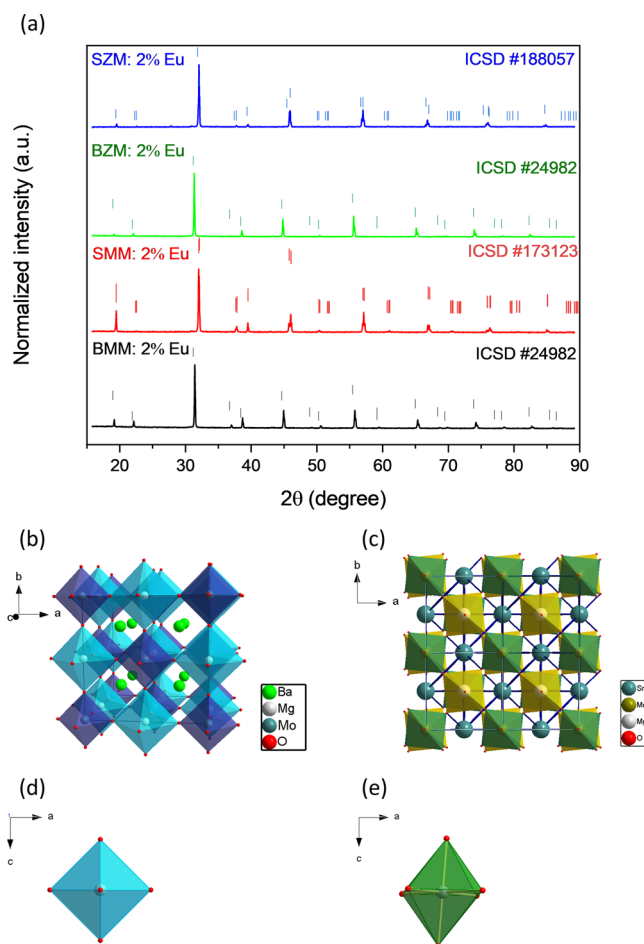 (a)
SZM: 2% Eu
ICSD #188057
BZM: 2% Eu
ICSD #24982
SMM: 2% Eu
ICSD #173123
BMM: 2% Eu
ICSD #24982
Normalized intensity (a.u.)
20 30 40 50 60 70 80 90
2θ (degree)
(b)
(c)
b
a
c
b
a
Ba
Mg
Mo
O
O
(d)
(e)
a
c
a
c